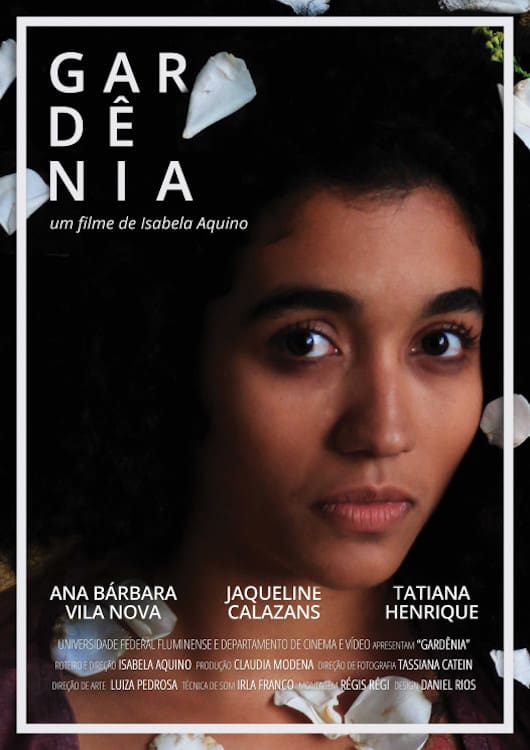 GAR
DÊ
NIA
um filme de Isabela Aquino
ANA BÁRBARA VILA NOVA
JAQUELINE CALAZANS
TATIANA HENRIQUE
UNIVERSIDADE FEDERAL FLUMINENSE E DEPARTAMENTO DE CINEMA E VÍDEO APRESENTAM “GARDÊNIA”
ROTEIRO E DIREÇÃO ISABELA AQUINO PRODUÇÃO CLAUDIA MODENA DIREÇÃO DE FOTOGRAFIA TASSIANA CATEIN
DIREÇÃO DE ARTE LUIZA PEDROSA TÉCNICA DE SOM IRLA FRANCO MONTAGEM RÉGIS RÉGI DESIGN DANIEL RIOS